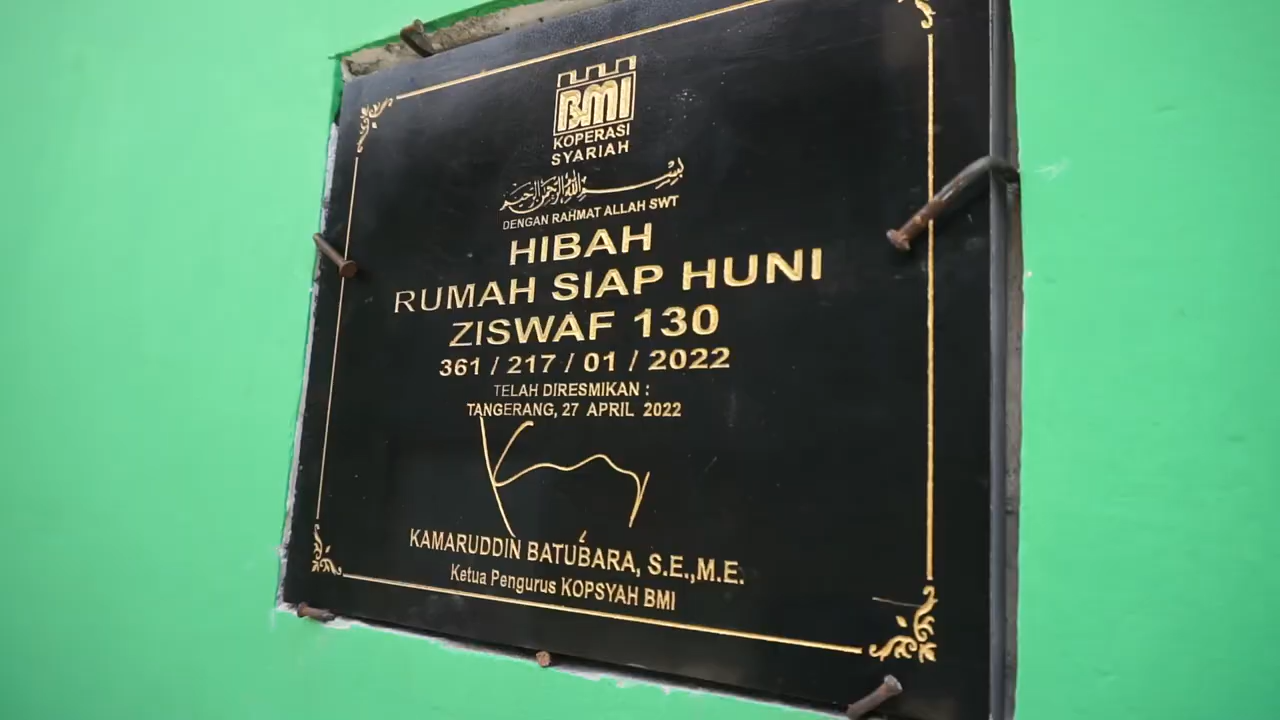 BMI
KOPERASI
SYARIAH
بسم الله الرحمن الرحيم
DENGAN RAHMAT ALLAH SWT
HIBAH
RUMAH SIAP HUNI
ZISWAF 130
361 / 217 / 01 / 2022
TELAH DIRESMIKAN :
TANGERANG, 27 APRIL 2022
KAMARUDDIN BATUBARA, S.E.,M.E.
Ketua Pengurus KOPSYAH BMI